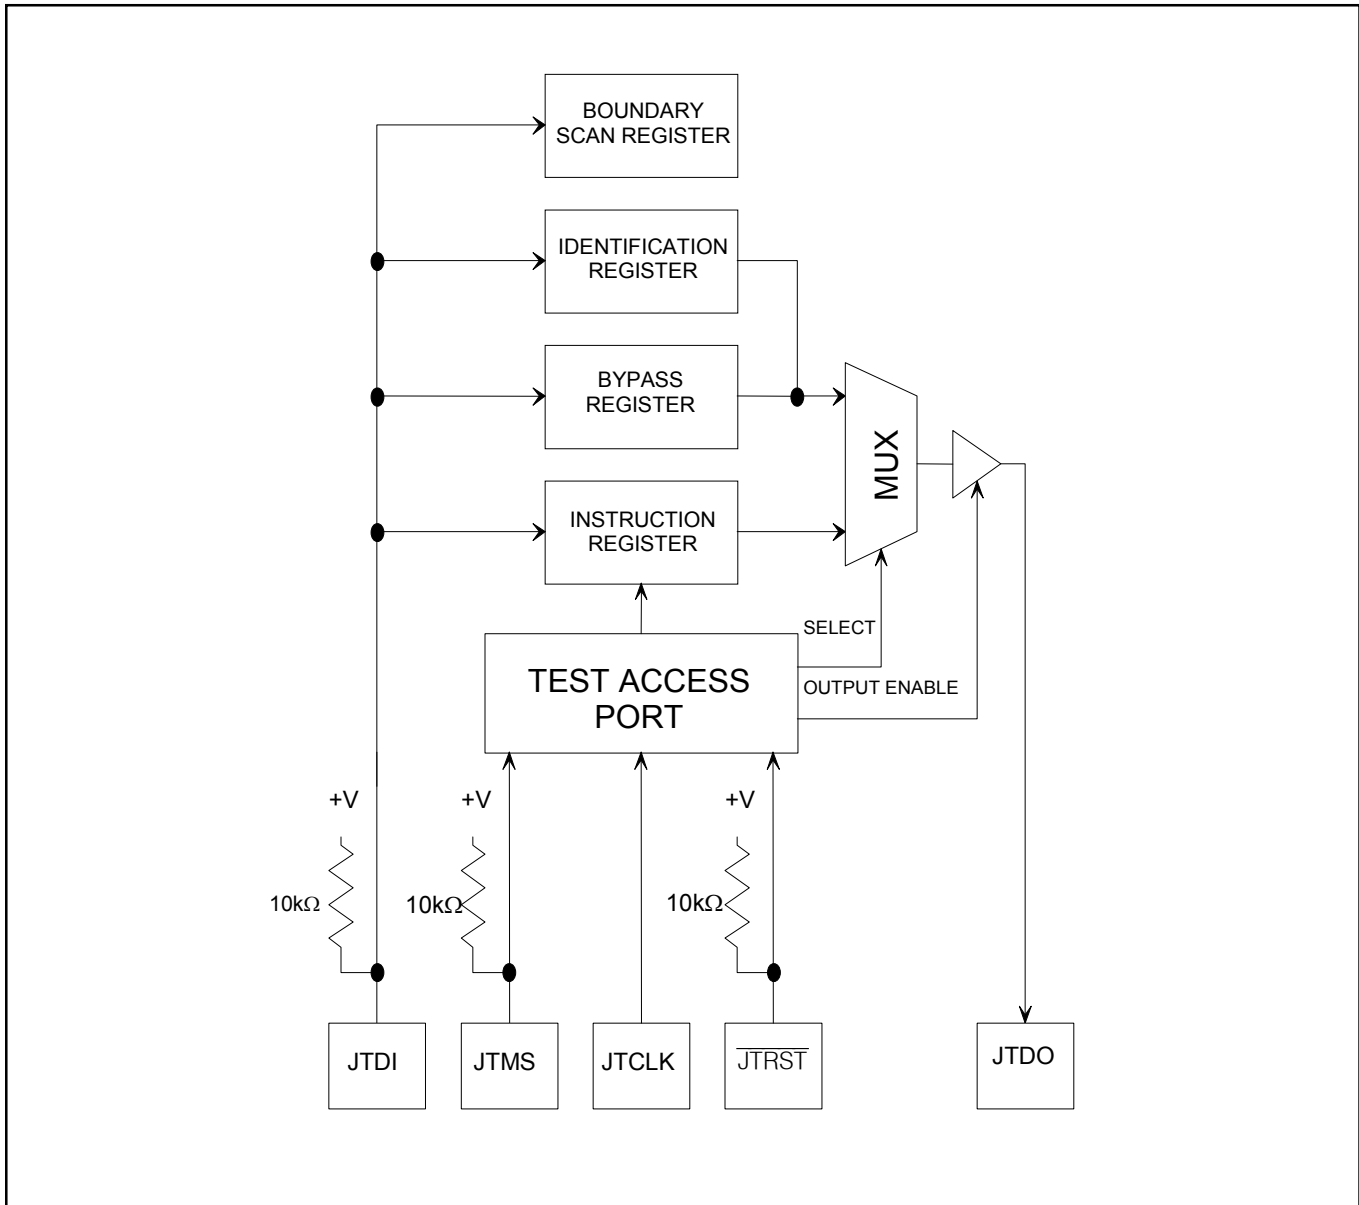 BOUNDARY
SCAN REGISTER
IDENTIFICATION
REGISTER
BYPASS
REGISTER
MUX
INSTRUCTION
REGISTER
SELECT
TEST ACCESS
PORT
OUTPUT ENABLE
+V
+V
+V
10kΩ
10kΩ
10kΩ
JTDI
JTMS
JTCLK
J̅T̅R̅S̅T̅
JTDO